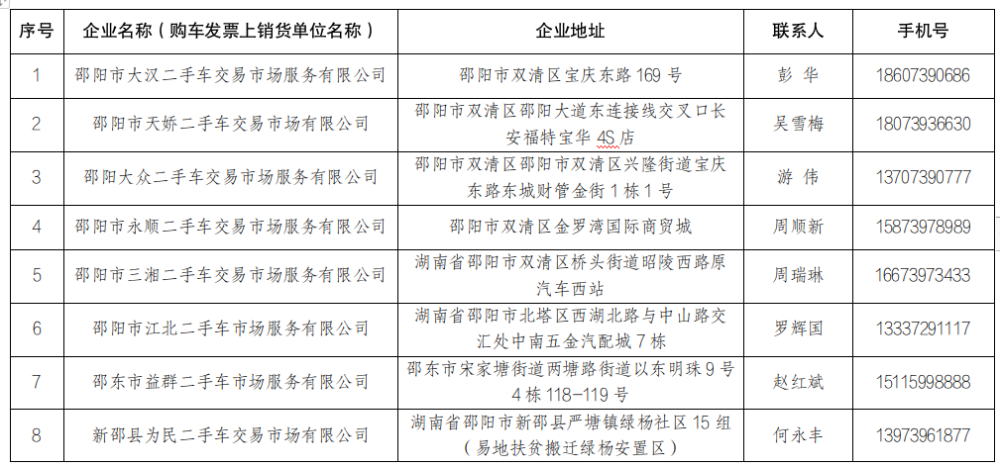 序号 企业名称（购车发票上销货单位名称） 企业地址 联系人 手机号
1 邵阳市大汉二手车交易市场服务有限公司 邵阳市双清区宝庆东路169号 彭 华 18607390686
2 邵阳市天娇二手车交易市场有限公司 邵阳市双清区邵阳大道东连接线交叉口长
安福特宝华4S店 吴雪梅 18073936630
3 邵阳大众二手车交易市场服务有限公司 邵阳市双清区邵阳市双清区兴隆街道宝庆
东路东城财管金街1栋1号 游 伟 13707390777
4 邵阳市永顺二手车交易市场服务有限公司 邵阳市双清区金罗湾国际商贸城 周顺新 15873978989
5 邵阳市三湘二手车交易市场服务有限公司 湖南省邵阳市双清区桥头街道昭陵西路原
汽车西站 周瑞琳 16673973433
6 邵阳市江北二手车市场服务有限公司 湖南省邵阳市北塔区西湖北路与中山路交
汇处中南五金汽配城7栋 罗辉国 13337291117
7 邵东市益群二手车市场服务有限公司 邵东市宋家塘街道两塘路街道以东明珠9号
4栋118-119号 赵红斌 15115998888
8 新邵县为民二手车交易市场有限公司 湖南省邵阳市新邵县严塘镇绿杨社区15组
（易地扶贫搬迁绿杨安置区） 何永丰 13973961877